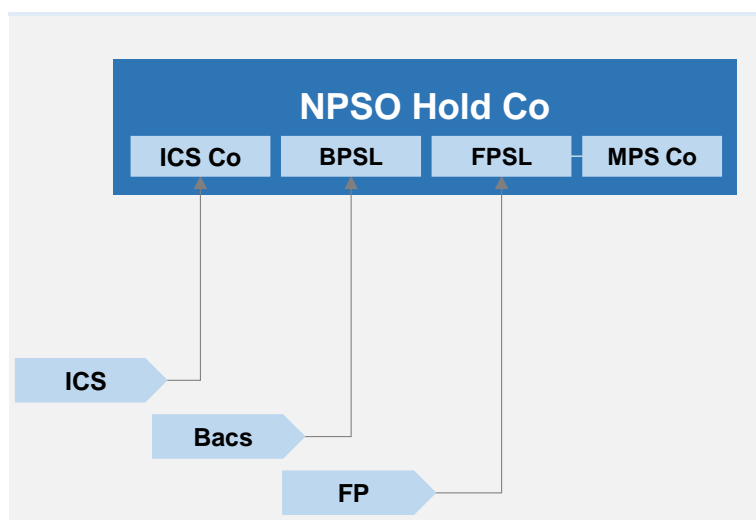 NPSO Hold Co
ICS Co BPSL FPSL MPS Co
ICS
Bacs
FP